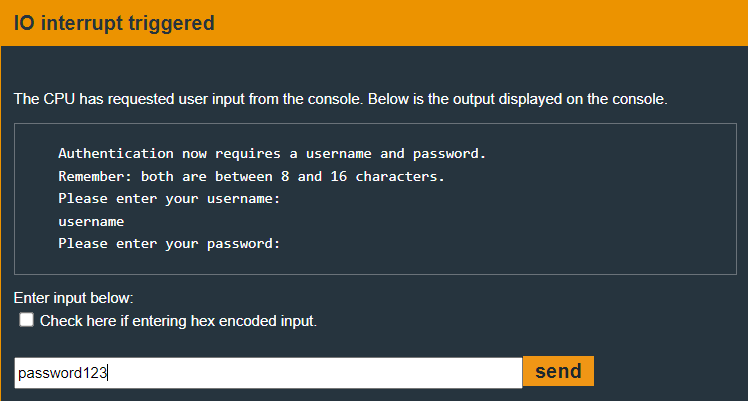 IO interrupt triggered
The CPU has requested user input from the console. Below is the output displayed on the console.
Authentication now requires a username and password.
Remember: both are between 8 and 16 characters.
Please enter your username:
username
Please enter your password:
Enter input below:
Check here if entering hex encoded input.
password123
send